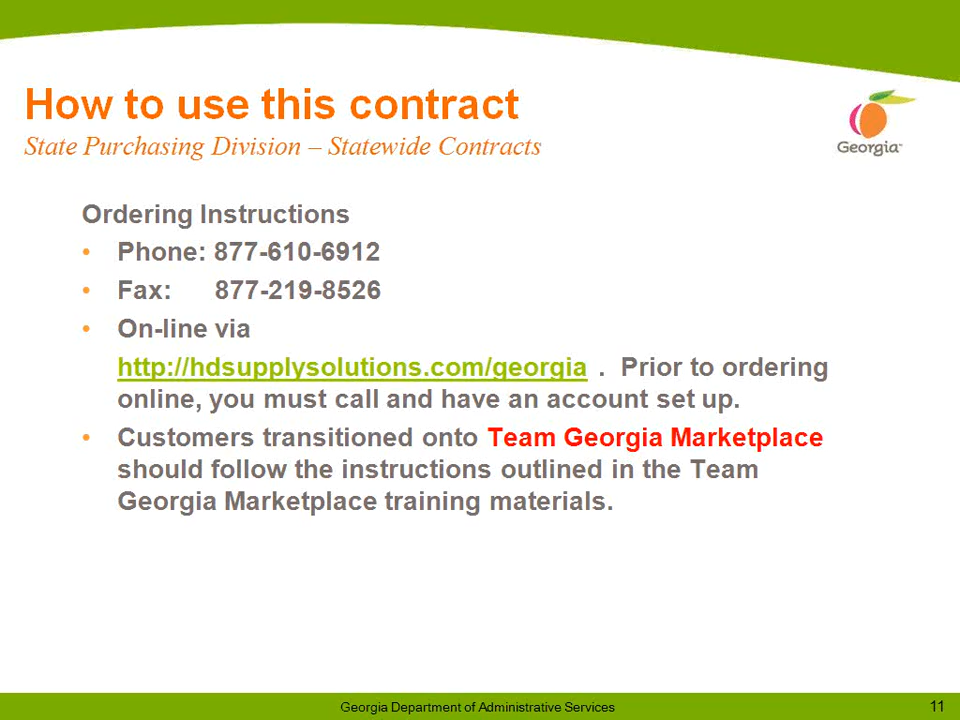 How to use this contract
State Purchasing Division – Statewide Contracts
Georgia™
Ordering Instructions
• Phone: 877-610-6912
• Fax: 877-219-8526
• On-line via
http://hdsupplysolutions.com/georgia . Prior to ordering
online, you must call and have an account set up.
• Customers transitioned onto Team Georgia Marketplace
should follow the instructions outlined in the Team
Georgia Marketplace training materials.
Georgia Department of Administrative Services
11